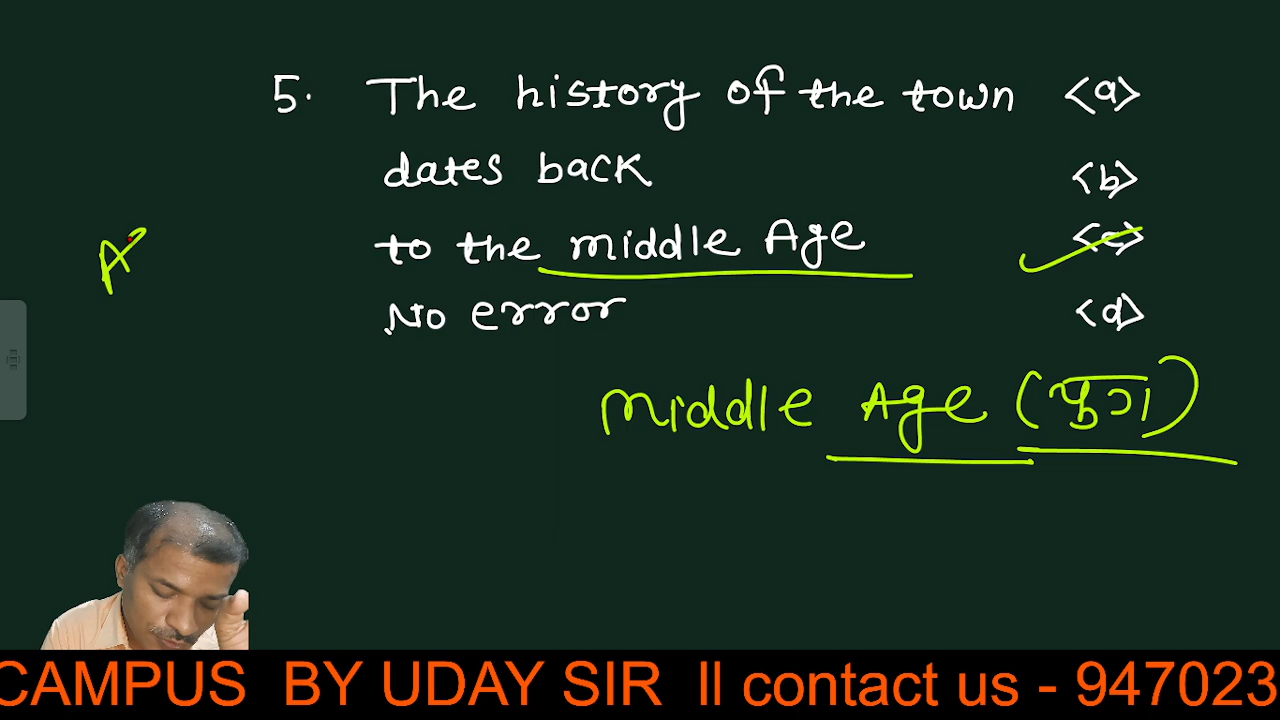 5. The history of the town <a>
dates back <b>
to the middle Age <c>
No error <d>
A
middle Age (युग)
CAMPUS BY UDAY SIR ll contact us - 947023